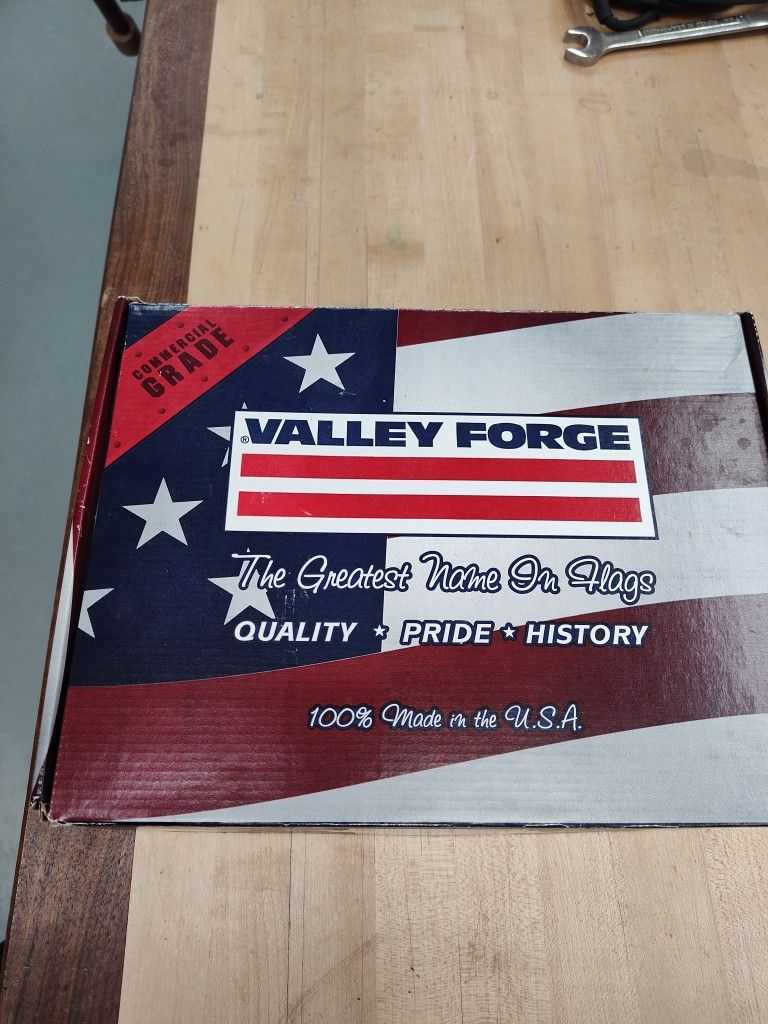 COMMERCIAL
GRADE
® VALLEY FORGE
The Greatest Name In Flags
QUALITY ★ PRIDE ★ HISTORY
100% Made in the U.S.A.